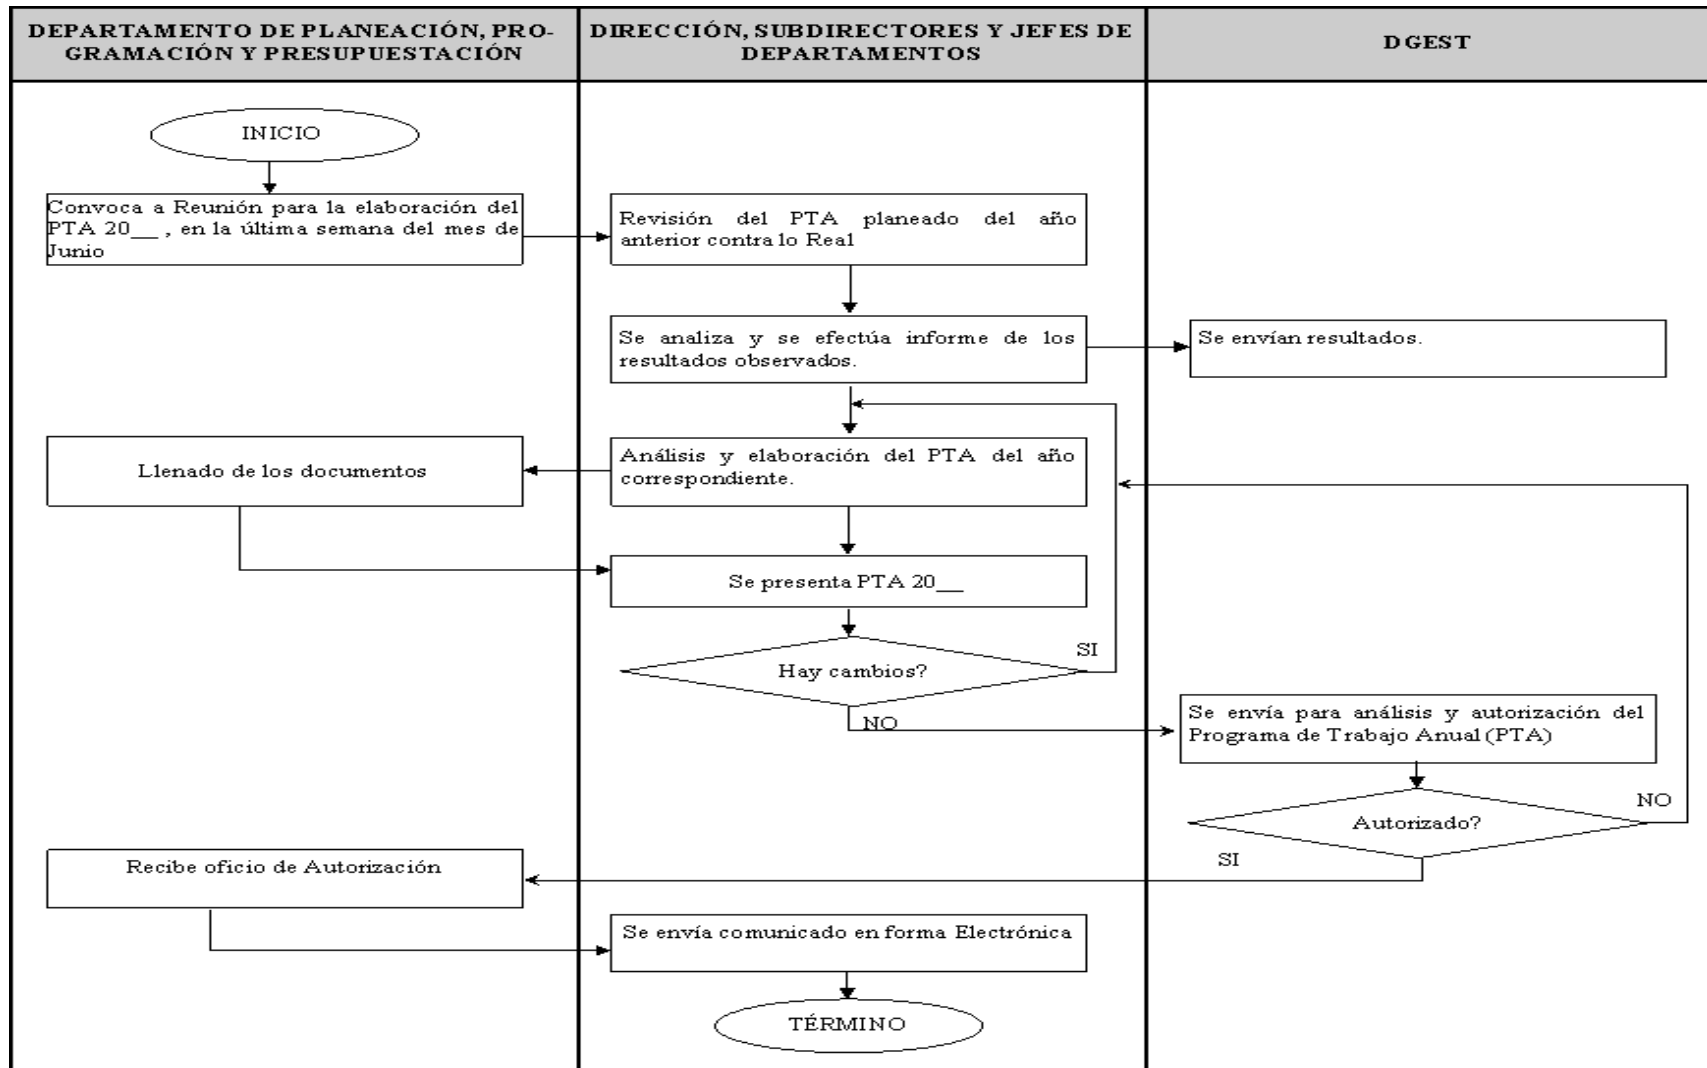 DEPARTAMENTO DE PLANEACIÓN, PRO-
GRAMACIÓN Y PRESUPUESTACIÓN
DIRECCIÓN, SUBDIRECTORES Y JEFES DE
DEPARTAMENTOS
DGEST
INICIO
Convoca a Reunión para la elaboración del
PTA 20__ , en la última semana del mes de
Junio
Revisión del PTA planeado del año
anterior contra lo Real
Se analiza y se efectúa informe de los
resultados observados.
Se envían resultados.
Análisis y elaboración del PTA del año
correspondiente.
Llenado de los documentos
Se presenta PTA 20__
Hay cambios?
SI
NO
Se envía para análisis y autorización del
Programa de Trabajo Anual (PTA)
Autorizado?
NO
SI
Recibe oficio de Autorización
Se envía comunicado en forma Electrónica
TÉRMINO